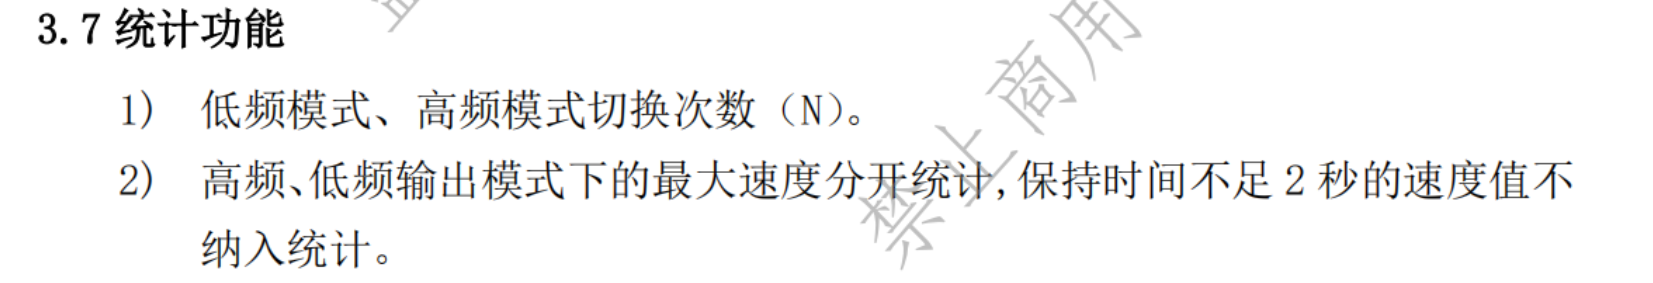 3.7 统计功能
1) 低频模式、高频模式切换次数（N）。
2) 高频、低频输出模式下的最大速度分开统计,保持时间不足 2 秒的速度值不
纳入统计。
禁止商用